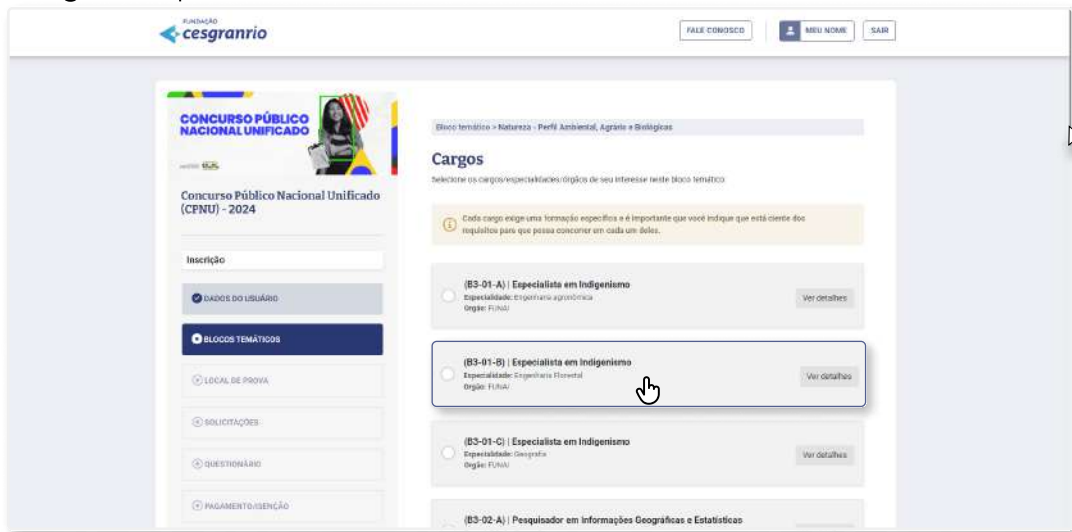 FUNDAÇÃO
cesgranrio
FALE CONOSCO
MEU NOME
SAIR
CONCURSO PÚBLICO
NACIONAL UNIFICADO
Concurso Público Nacional Unificado
(CPNU) - 2024
Inscrição
DADOS DO USUÁRIO
BLOCOS TEMÁTICOS
LOCAL DE PROVA
SOLICITAÇÕES
QUESTIONÁRIO
PAGAMENTO/ISENÇÃO
Bloco temático > Natureza - Perfil Ambiental, Agrário e Biológicas
Cargos
Selecione os cargos/especialidades/órgãos de seu interesse neste bloco temático
Cada cargo exige uma formação específica e é importante que você indique que está ciente dos
requisitos para que possa concorrer em cada um deles.
(B3-01-A) | Especialista em Indigenismo
Especialidade: Engenharia agronômica
Orgão: FUNAI
Ver detalhes
(B3-01-B) | Especialista em Indigenismo
Especialidade: Engenharia Florestal
Orgão: FUNAI
Ver detalhes
(B3-01-C) | Especialista em Indigenismo
Especialidade: Geografia
Orgão: FUNAI
Ver detalhes
(B3-02-A) | Pesquisador em Informações Geográficas e Estatísticas